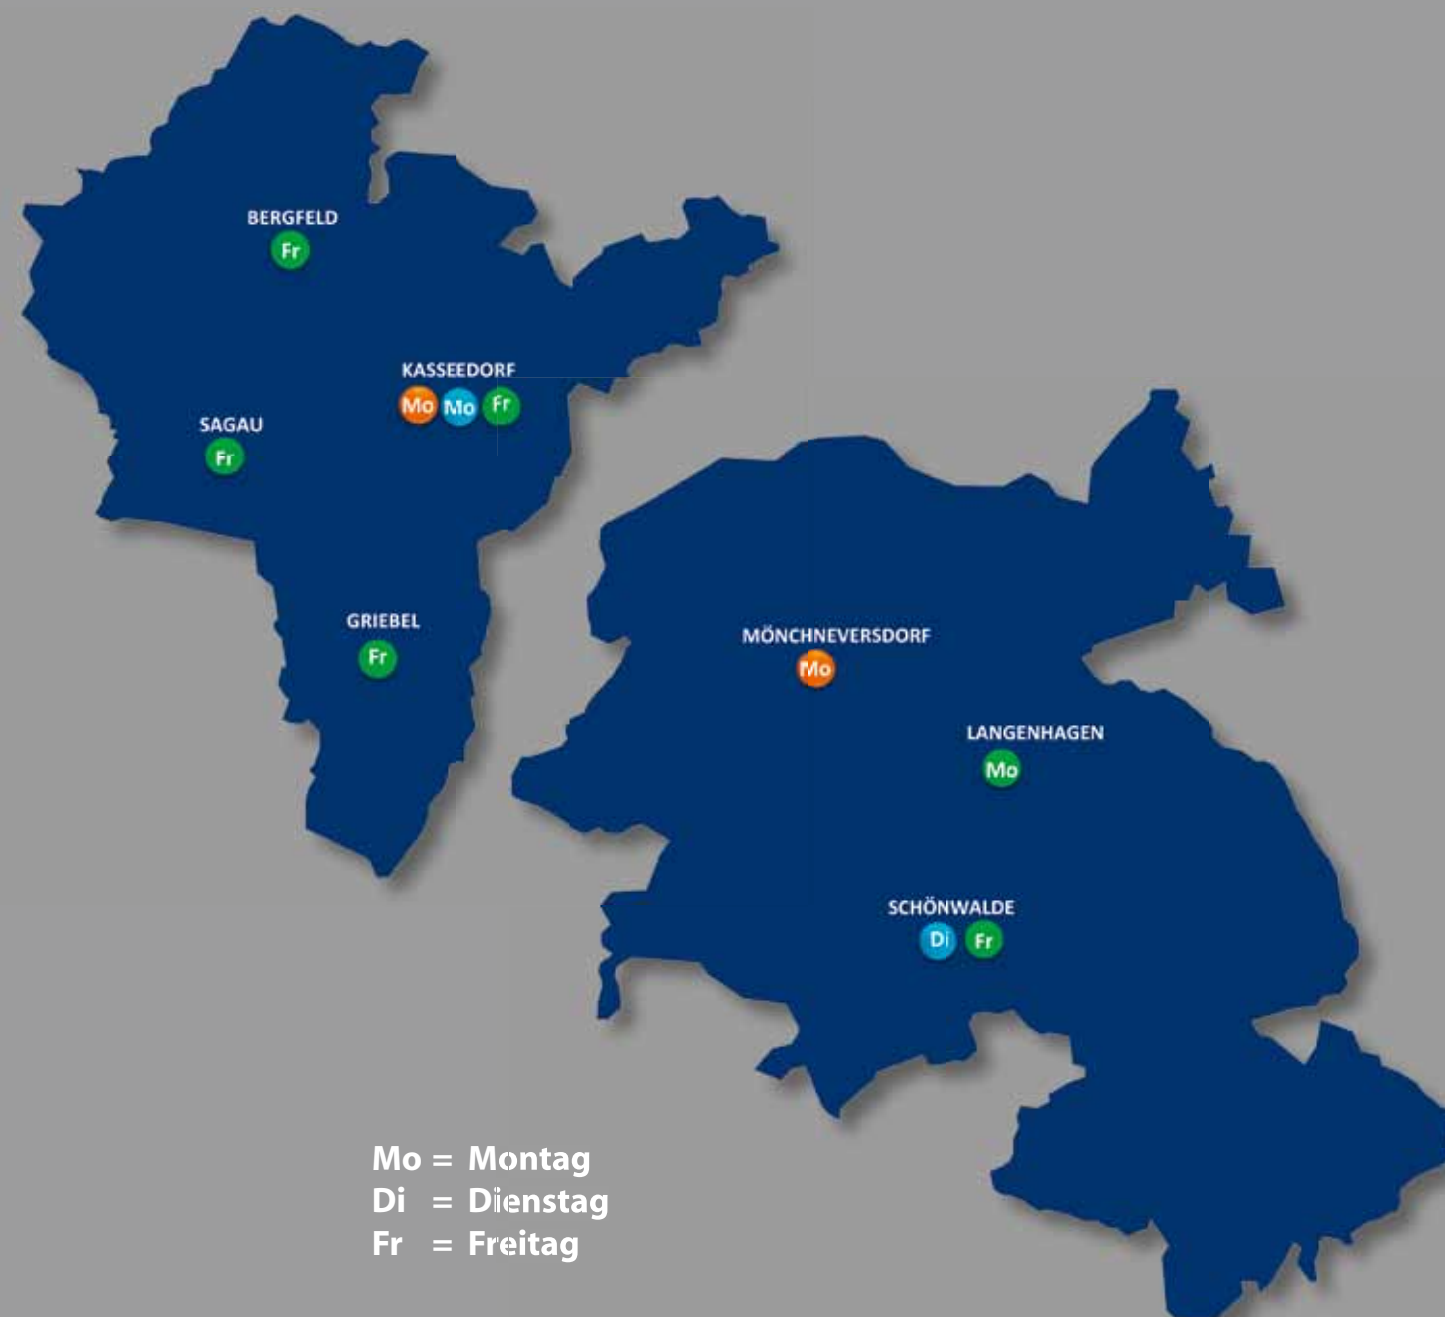 BERGFELD
Fr
KASSEEDORF
Mo Mo Fr
SAGAU
Fr
GRIEBEL
Fr
MÖNCHNEVERSDORF
Mo
LANGENHAGEN
Mo
SCHÖNWALDE
Di Fr
Mo = Montag
Di = Dienstag
Fr = Freitag